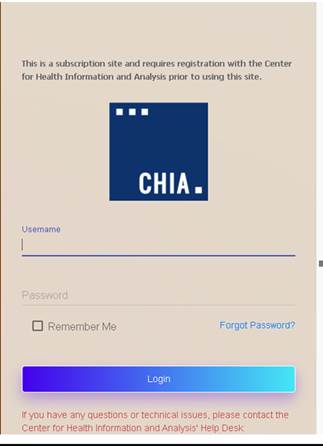 This is a subscription site and requires registration with the Center
for Health Information and Analysis prior to using this site.
CHIA.
Username
Password
Remember Me
Forgot Password?
Login
If you have any questions or technical issues, please contact the
Center for Health Information and Analysis' Help Desk